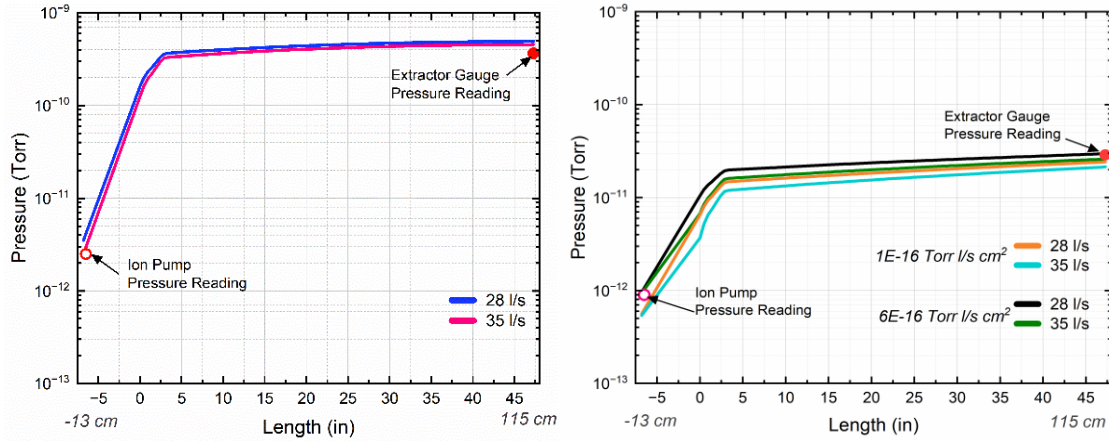 10⁻⁹
10⁻¹⁰
10⁻¹¹
10⁻¹²
10⁻¹³
Pressure (Torr)
Extractor Gauge
Pressure Reading
Ion Pump
Pressure Reading
28 l/s
35 l/s
−5 0 5 10 15 20 25 30 35 40 45
-13 cm
Length (in)
115 cm
10⁻⁹
10⁻¹⁰
10⁻¹¹
10⁻¹²
10⁻¹³
Pressure (Torr)
Extractor Gauge
Pressure Reading
Ion Pump
Pressure Reading
1E-16 Torr l/s cm²
28 l/s
35 l/s
6E-16 Torr l/s cm²
28 l/s
35 l/s
−5 0 5 10 15 20 25 30 35 40 45
-13 cm
Length (in)
115 cm